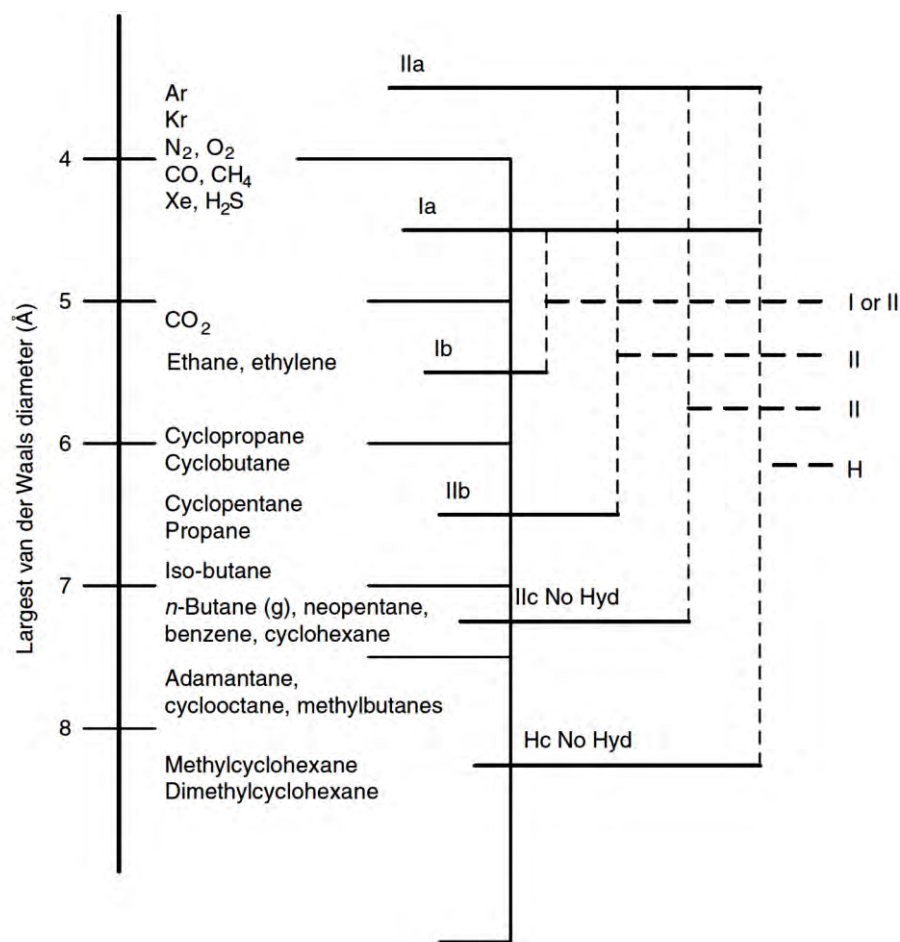 Largest van der Waals diameter (Å)
4
5
6
7
8
Ar
Kr
N2, O2
CO, CH4
Xe, H2S
CO2
Ethane, ethylene
Cyclopropane
Cyclobutane
Cyclopentane
Propane
Iso-butane
n-Butane (g), neopentane,
benzene, cyclohexane
Adamantane,
cyclooctane, methylbutanes
Methylcyclohexane
Dimethylcyclohexane
IIa
Ia
Ib
IIb
IIc No Hyd
Hc No Hyd
I or II
II
II
H